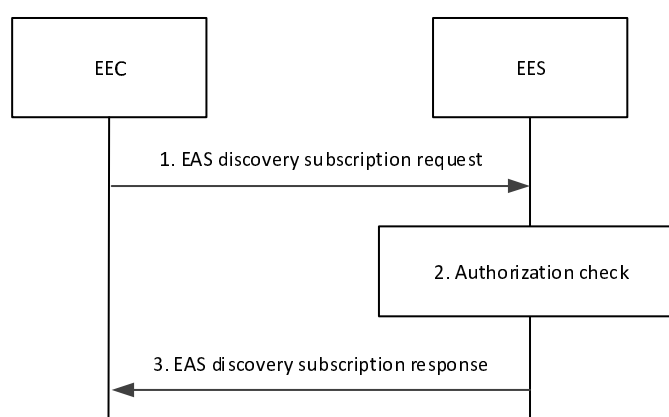 EEC
EES
1. EAS discovery subscription request
2. Authorization check
3. EAS discovery subscription response